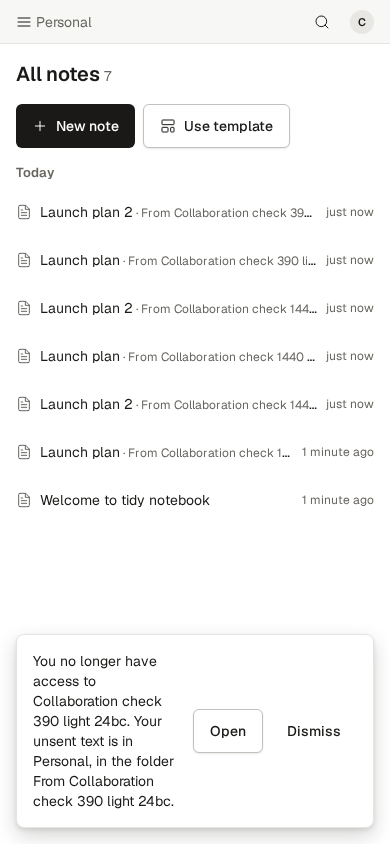 Personal
C
All notes 7
New note
Use template
Today
Launch plan 2 · From Collaboration check 39... just now
Launch plan · From Collaboration check 390 li... just now
Launch plan 2 · From Collaboration check 144... just now
Launch plan · From Collaboration check 1440 ... just now
Launch plan 2 · From Collaboration check 144... just now
Launch plan · From Collaboration check 1... 1 minute ago
Welcome to tidy notebook 1 minute ago
You no longer have
access to
Collaboration check
390 light 24bc. Your
unsent text is in
Personal, in the folder
From Collaboration
check 390 light 24bc.
Open
Dismiss